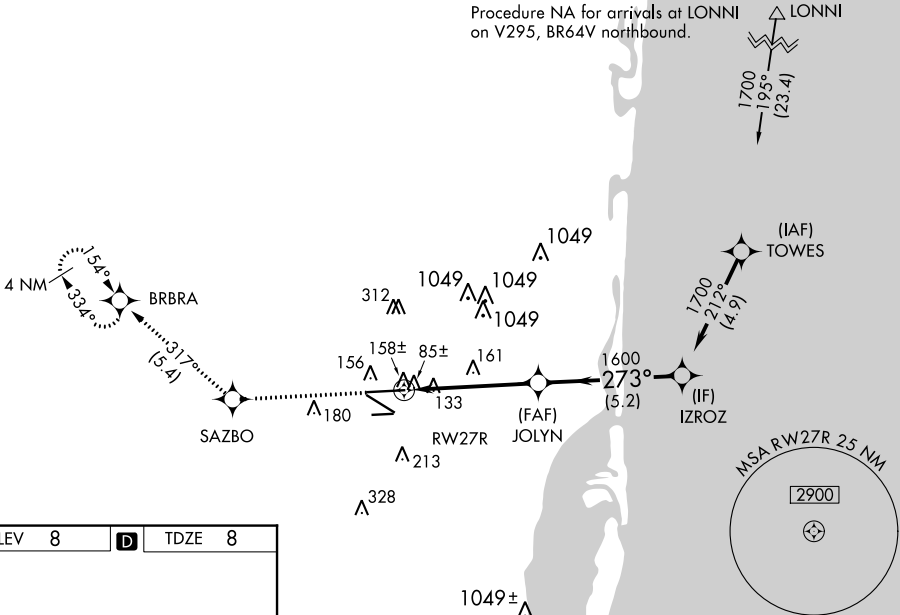 Procedure NA for arrivals at LONNI
on V295, BR64V northbound.
LONNI
1700
195°
(23.4)
(IAF)
TOWES
1700
212°
(4.9)
1049
1049
1049
1049
312
4 NM
154°
334°
BRBRA
317°
(5.4)
158±
85±
161
156
133
1600
273°
(5.2)
(IF)
IZROZ
(FAF)
JOLYN
180
SAZBO
RW27R
213
328
MSA RW27R 25 NM
2900
LEV 8
D
TDZE 8
1049±